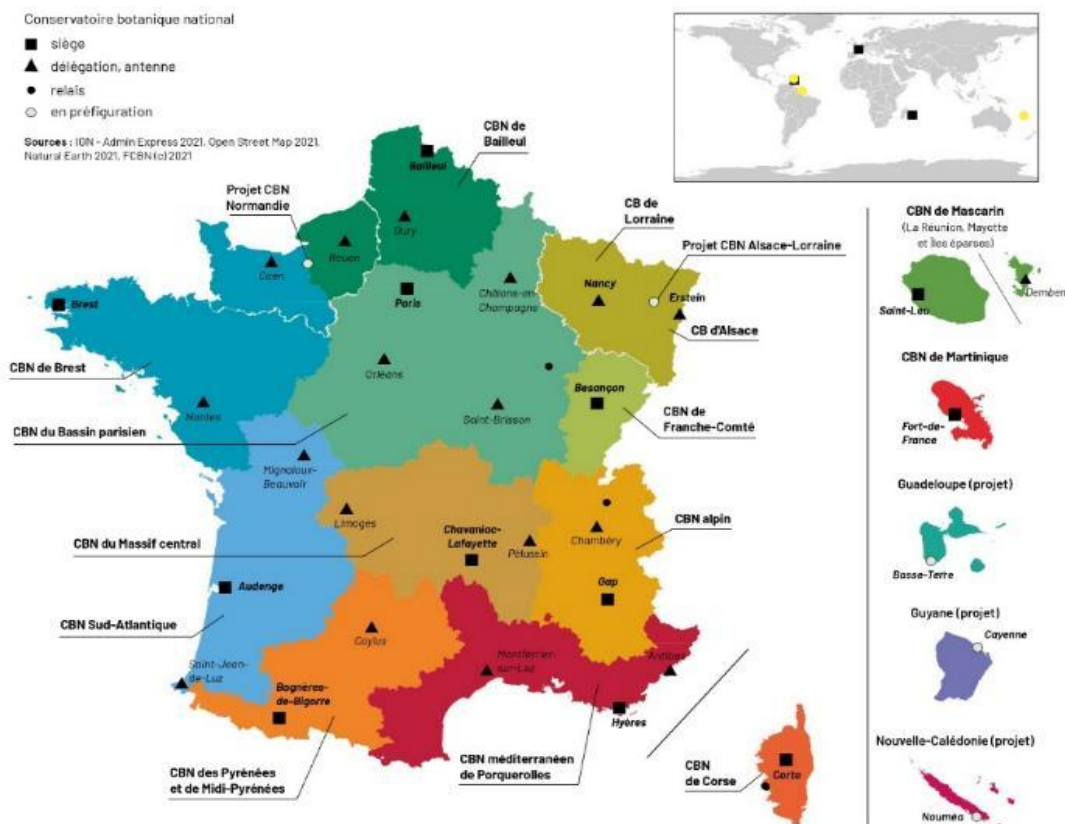 Conservatoire botanique national
siège
délégation, antenne
relais
en préfiguration
Sources : IGN - Admin Express 2021, Open Street Map 2021,
Natural Earth 2021, FCBN (c) 2021
CBN de
Bailleul
Bailleul
Projet CBN
Normandie
CB de
Lorraine
Projet CBN Alsace-Lorraine
Bury
Rouen
Caen
Brest
Paris
Châlons-en-
Champagne
Nancy
Erstein
CB d'Alsace
CBN de Brest
Orléans
Besançon
Nantes
Saint-Brisson
CBN de
Franche-Comté
CBN du Bassin parisien
Mignaloux-
Beauvoir
Limoges
Chavaniac-
Lafayette
Pélussin
Chambéry
CBN alpin
CBN du Massif central
Audenge
Gap
CBN Sud-Atlantique
Caylus
Saint-Jean-
de-Luz
Montferrier-
sur-Lez
Antibes
Bagnères-
de-Bigorre
Hyères
CBN des Pyrénées
et de Midi-Pyrénées
CBN méditerranéen
de Porquerolles
CBN
de Corse
Corte
CBN de Mascarin
(La Réunion, Mayotte
et îles éparses)
Saint-Leu
Demben
CBN de Martinique
Fort-de-
France
Guadeloupe (projet)
Basse-Terre
Guyane (projet)
Cayenne
Nouvelle-Calédonie (projet)
Nouméa